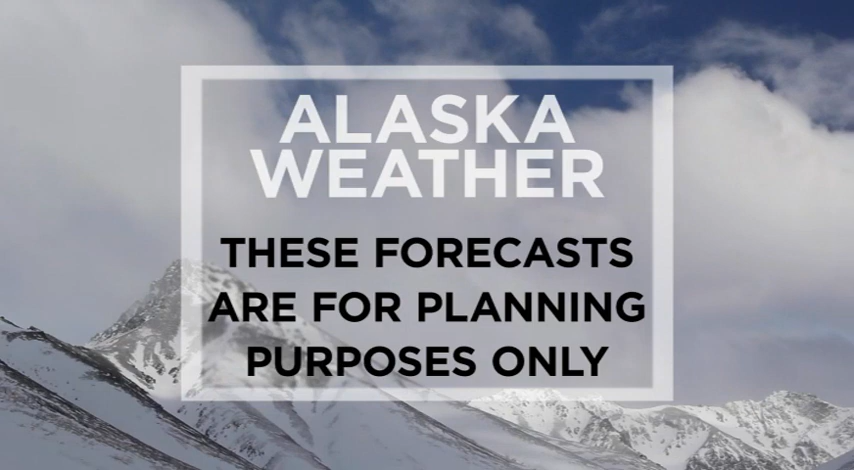 ALASKA
WEATHER
THESE FORECASTS
ARE FOR PLANNING
PURPOSES ONLY